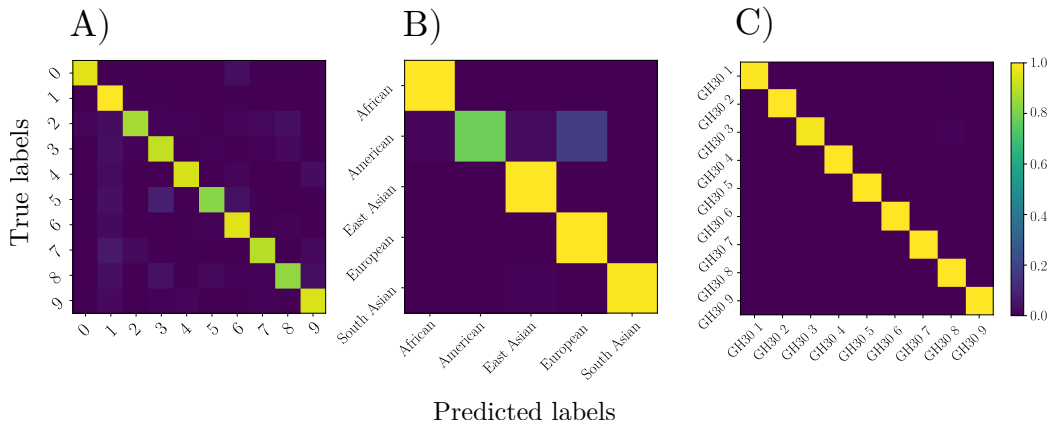 A)
B)
C)
True labels
0
1
2
3
4
5
6
7
8
9
0 1 2 3 4 5 6 7 8 9
African
American
East Asian
European
South Asian
African American East Asian European South Asian
GH30 1
GH30 2
GH30 3
GH30 4
GH30 5
GH30 6
GH30 7
GH30 8
GH30 9
GH30 1 GH30 2 GH30 3 GH30 4 GH30 5 GH30 6 GH30 7 GH30 8 GH30 9
1.0
0.8
0.6
0.4
0.2
0.0
Predicted labels